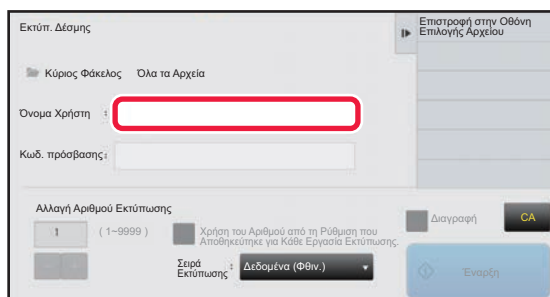 Εκτύπ. Δέσμης
Επιστροφή στην Οθόνη
Επιλογής Αρχείου
Κύριος Φάκελος Όλα τα Αρχεία
Όνομα Χρήστη :
Κωδ. πρόσβασης:
Αλλαγή Αριθμού Εκτύπωσης
1 (1~9999)
Χρήση του Αριθμού από τη Ρύθμιση που
Αποθηκεύτηκε για Κάθε Εργασία Εκτύπωσης.
Διαγραφή
CA
Σειρά
Εκτύπωσης : Δεδομένα (Φθιν.)
Έναρξη